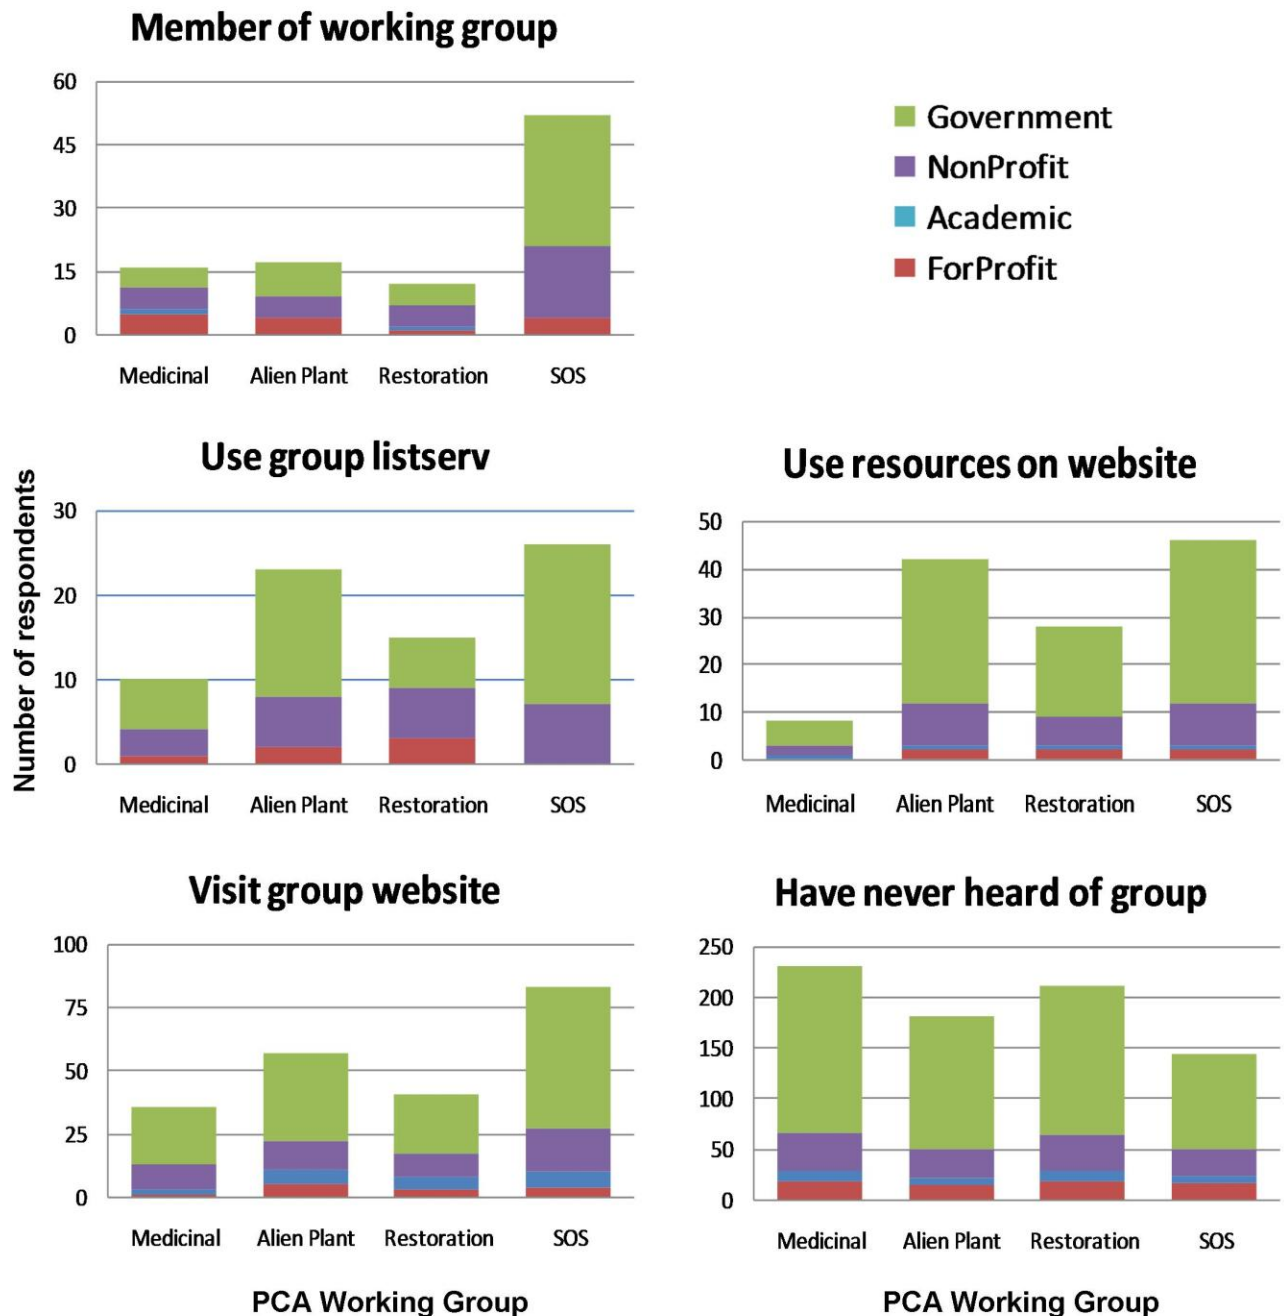 Member of working group
60
45
30
15
0
Medicinal Alien Plant Restoration SOS
Government
NonProfit
Academic
ForProfit
Number of respondents
Use group listserv
30
20
10
0
Medicinal Alien Plant Restoration SOS
Use resources on website
50
40
30
20
10
0
Medicinal Alien Plant Restoration SOS
Visit group website
100
75
50
25
0
Medicinal Alien Plant Restoration SOS
PCA Working Group
Have never heard of group
250
200
150
100
50
0
Medicinal Alien Plant Restoration SOS
PCA Working Group